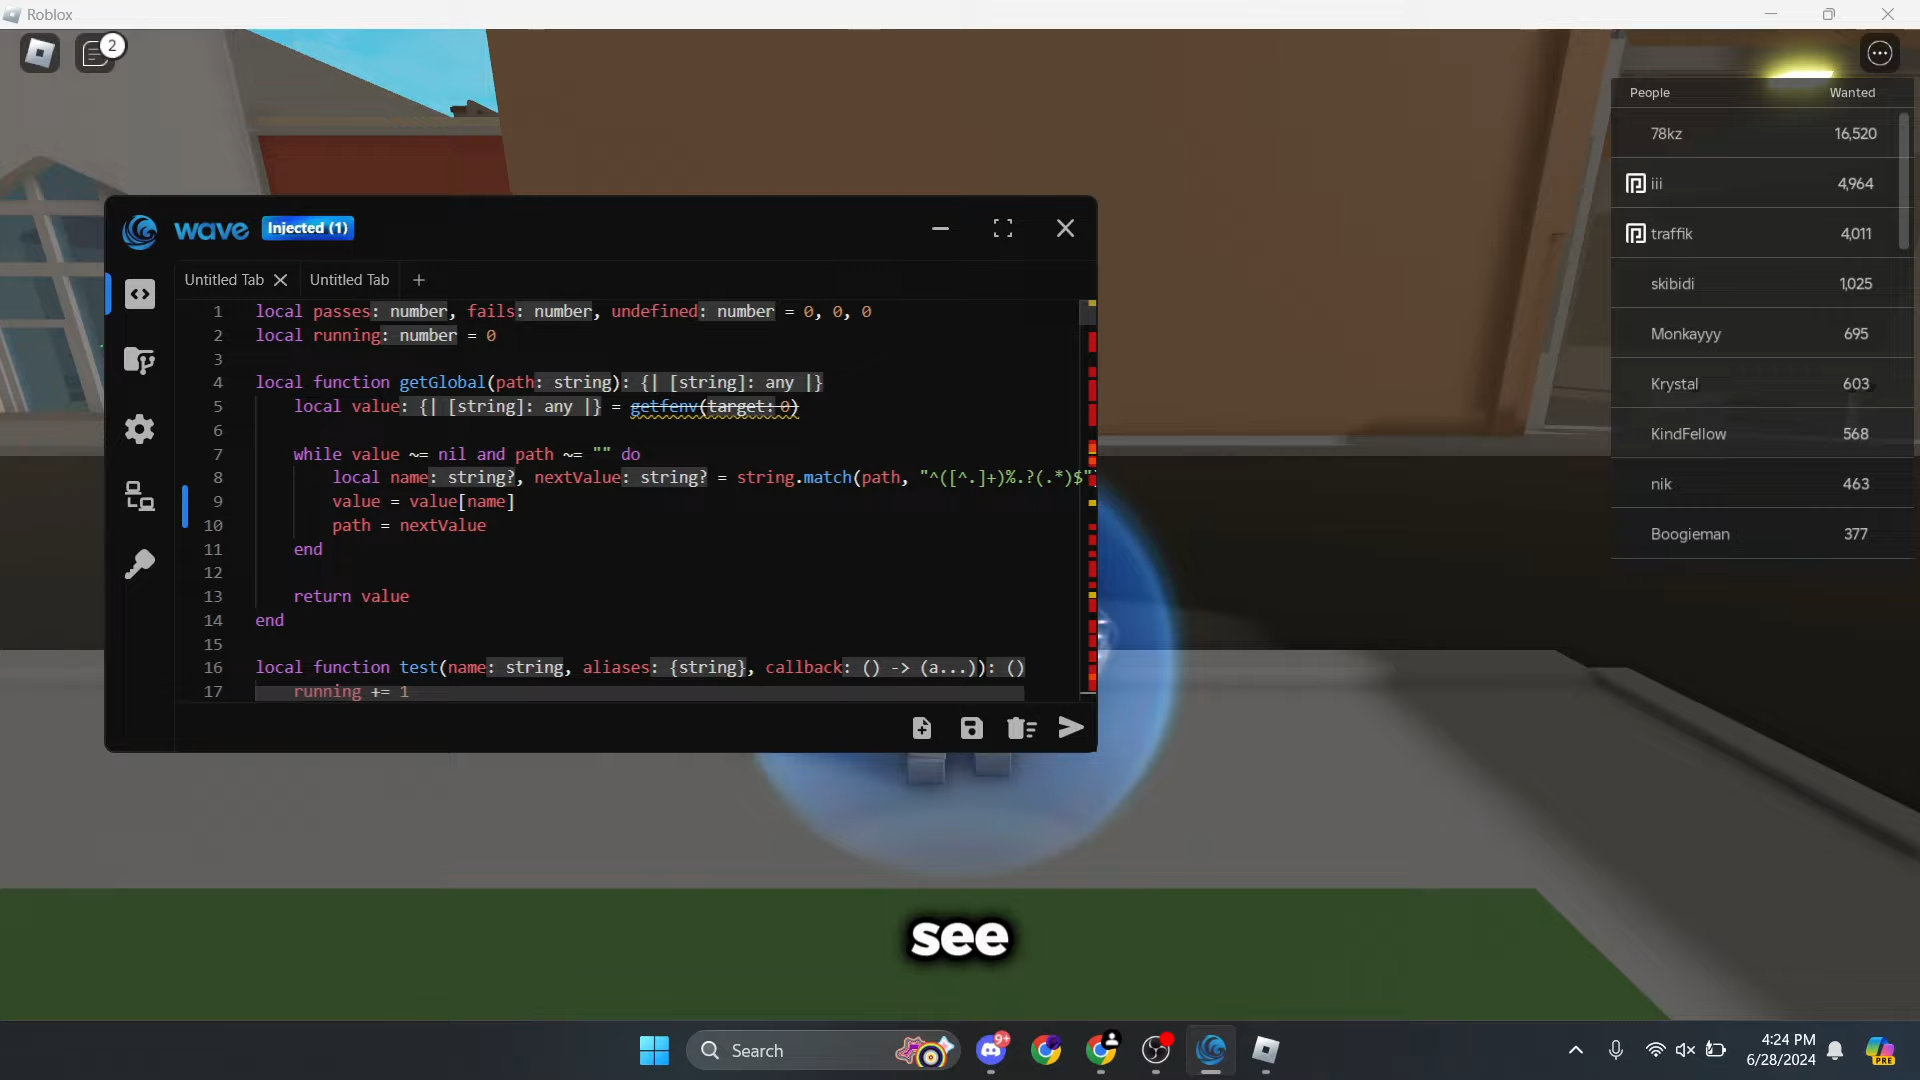 Roblox
2
People Wanted
78kz 16,520
iii 4,964
traffik 4,011
skibidi 1,025
Monkayyy 695
Krystal 603
KindFellow 568
nik 463
Boogieman 377
wave Injected (1)
Untitled Tab Untitled Tab +
1 local passes: number, fails: number, undefined: number = 0, 0, 0
2 local running: number = 0
3
4 local function getGlobal(path: string): {| [string]: any |}
5 local value: {| [string]: any |} = getfenv(target: 0)
6
7 while value ~= nil and path ~= "" do
8 local name: string?, nextValue: string? = string.match(path, "^([^.]+)%.?(.*)$")
9 value = value[name]
10 path = nextValue
11 end
12
13 return value
14 end
15
16 local function test(name: string, aliases: {string}, callback: () -> (a...)): ()
17 running += 1
see
Search
9+
4:24 PM
6/28/2024
PRE